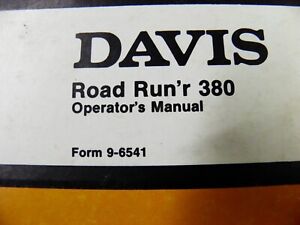 DAVIS
Road Run'r 380
Operator's Manual
Form 9-6541